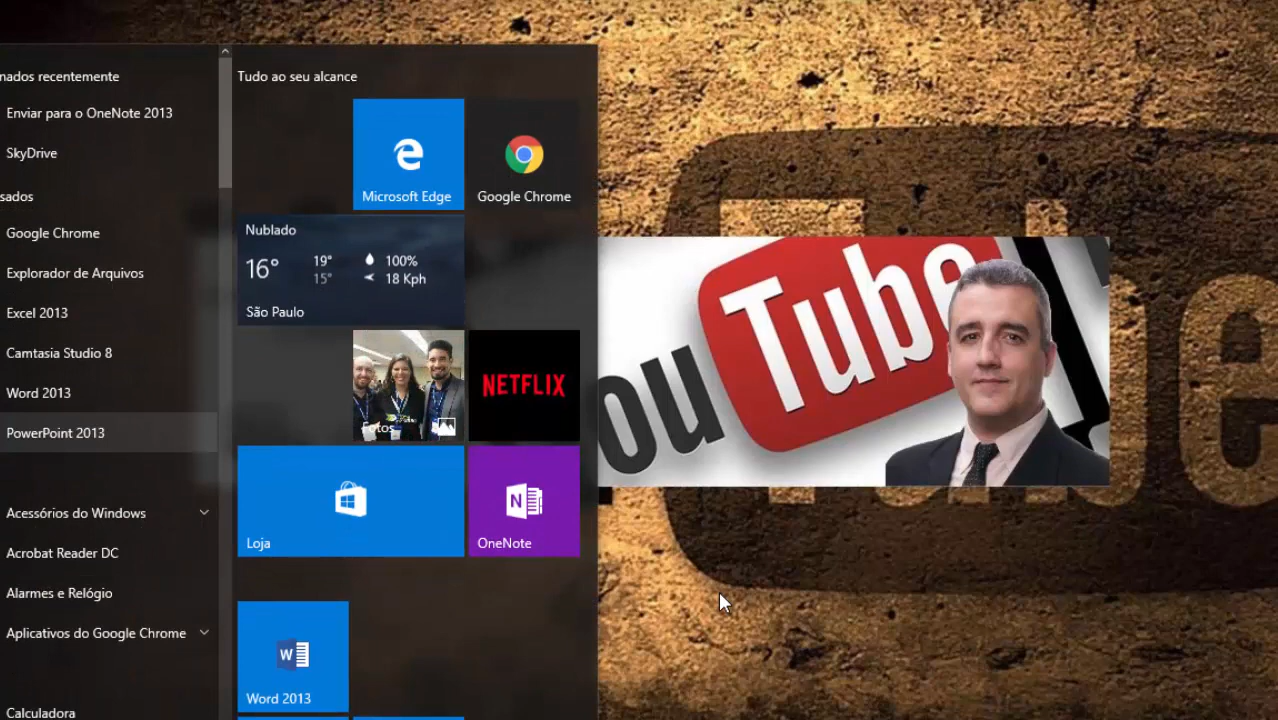 nados recentemente
Enviar para o OneNote 2013
SkyDrive
sados
Google Chrome
Explorador de Arquivos
Excel 2013
Camtasia Studio 8
Word 2013
PowerPoint 2013
Acessórios do Windows
Acrobat Reader DC
Alarmes e Relógio
Aplicativos do Google Chrome
Calculadora
Tudo ao seu alcance
Microsoft Edge
Google Chrome
Nublado
16° 19° 100%
15° 18 Kph
São Paulo
Fotos
NETFLIX
Loja
N
OneNote
W
Word 2013
ou Tube
Tube